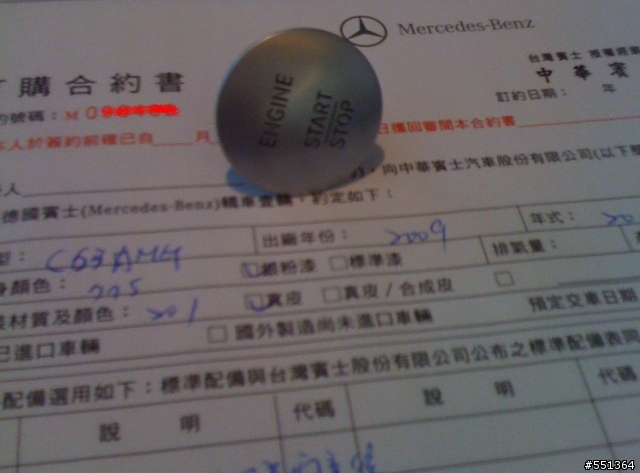 Mercedes-Benz
台灣賓士 授權經銷
中華賓
訂購合約書
訂約日期： 年
約號碼：M 0
本人於簽約前確已自 月 日攜回審閱本合約書
人 ，向中華賓士汽車股份有限公司(以下簡
德國賓士(Mercedes-Benz)轎車壹輛，約定如下：
ENGINE
START
STOP
型： C63AMG 出廠年份： 2009 年式： 20
身顏色： 775 銀粉漆 □標準漆 排氣量：
材質及顏色： 201 真皮 □真皮/合成皮 □
已進口車輛 □國外製造尚未進口車輛 預定交車日期
配備選用如下：標準配備與台灣賓士股份有限公司公布之標準配備表同
說 明 代碼 說 明 代碼
#551364